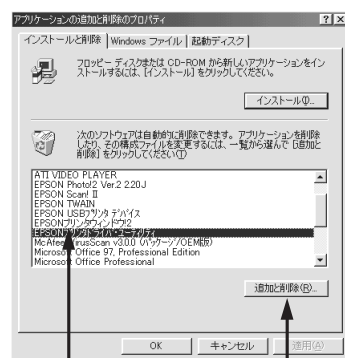 アプリケーションの追加と削除のプロパティ
インストールと削除
Windows ファイル
起動ディスク
フロッピー ディスクまたは CD-ROM から新しいアプリケーションをイン
ストールするには、[インストール] をクリックしてください。
インストール(I)...
次のソフトウェアは自動的に削除できます。アプリケーションを削除
したり、その構成ファイルを変更するには、一覧から選んで [追加と
削除] をクリックしてください(T)
ATI VIDEO PLAYER
EPSON Photo!2 Ver.2 2.20J
EPSON Scan! II
EPSON TWAIN
EPSON USBプリンタ デバイス
EPSONプリンタウィンドウ!2
EPSONプリンタドライバ・ユーティリティ
McAfee VirusScan v3.0.0 (パッケージ/OEM版)
Microsoft Office 97, Professional Edition
Microsoft Office Professional
追加と削除(R)...
OK
キャンセル
適用(A)